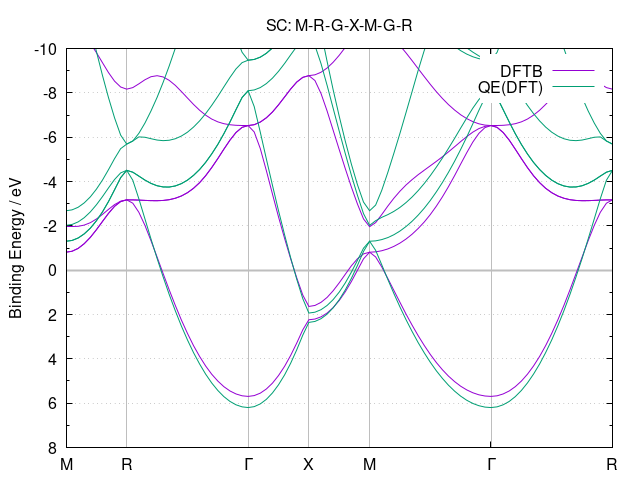 SC: M-R-G-X-M-G-R
-10
-8
-6
-4
-2
0
2
4
6
8
Binding Energy / eV
DFTB
QE(DFT)
M R Γ X M Γ R